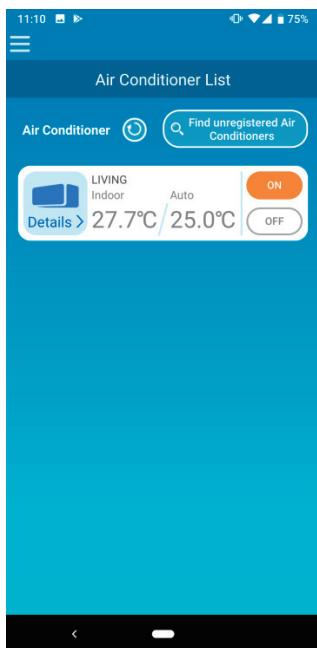 11:10 75%
Air Conditioner List
Air Conditioner
Find unregistered Air
Conditioners
LIVING
Indoor Auto
ON
Details > 27.7°C 25.0°C
OFF